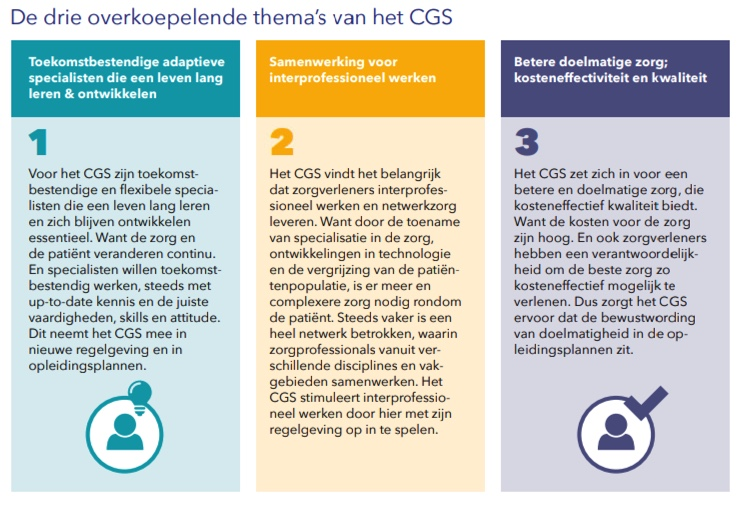 De drie overkoepelende thema's van het CGS
Toekomstbestendige adaptieve
specialisten die een leven lang
leren & ontwikkelen
1
Voor het CGS zijn toekomst-
bestendige en flexibele specia-
listen die een leven lang leren
en zich blijven ontwikkelen
essentieel. Want de zorg en
de patiënt veranderen continu.
En specialisten willen toekomst-
bestendig werken, steeds met
up-to-date kennis en de juiste
vaardigheden, skills en attitude.
Dit neemt het CGS mee in
nieuwe regelgeving en in
opleidingsplannen.
Samenwerking voor
interprofessioneel werken
2
Het CGS vindt het belangrijk
dat zorgverleners interprofes-
sioneel werken en netwerkzorg
leveren. Want door de toename
van specialisatie in de zorg,
ontwikkelingen in technologie
en de vergrijzing van de patiën-
tenpopulatie, is er meer en
complexere zorg nodig rondom
de patiënt. Steeds vaker is een
heel netwerk betrokken, waarin
zorgprofessionals vanuit ver-
schillende disciplines en vak-
gebieden samenwerken. Het
CGS stimuleert interprofessio-
neel werken door hier met zijn
regelgeving op in te spelen.
Betere doelmatige zorg;
kosteneffectiviteit en kwaliteit
3
Het CGS zet zich in voor een
betere en doelmatige zorg, die
kosteneffectief kwaliteit biedt.
Want de kosten voor de zorg
zijn hoog. En ook zorgverleners
hebben een verantwoordelijk-
heid om de beste zorg zo
kosteneffectief mogelijk te
verlenen. Dus zorgt het CGS
ervoor dat de bewustwording
van doelmatigheid in de op-
leidingsplannen zit.